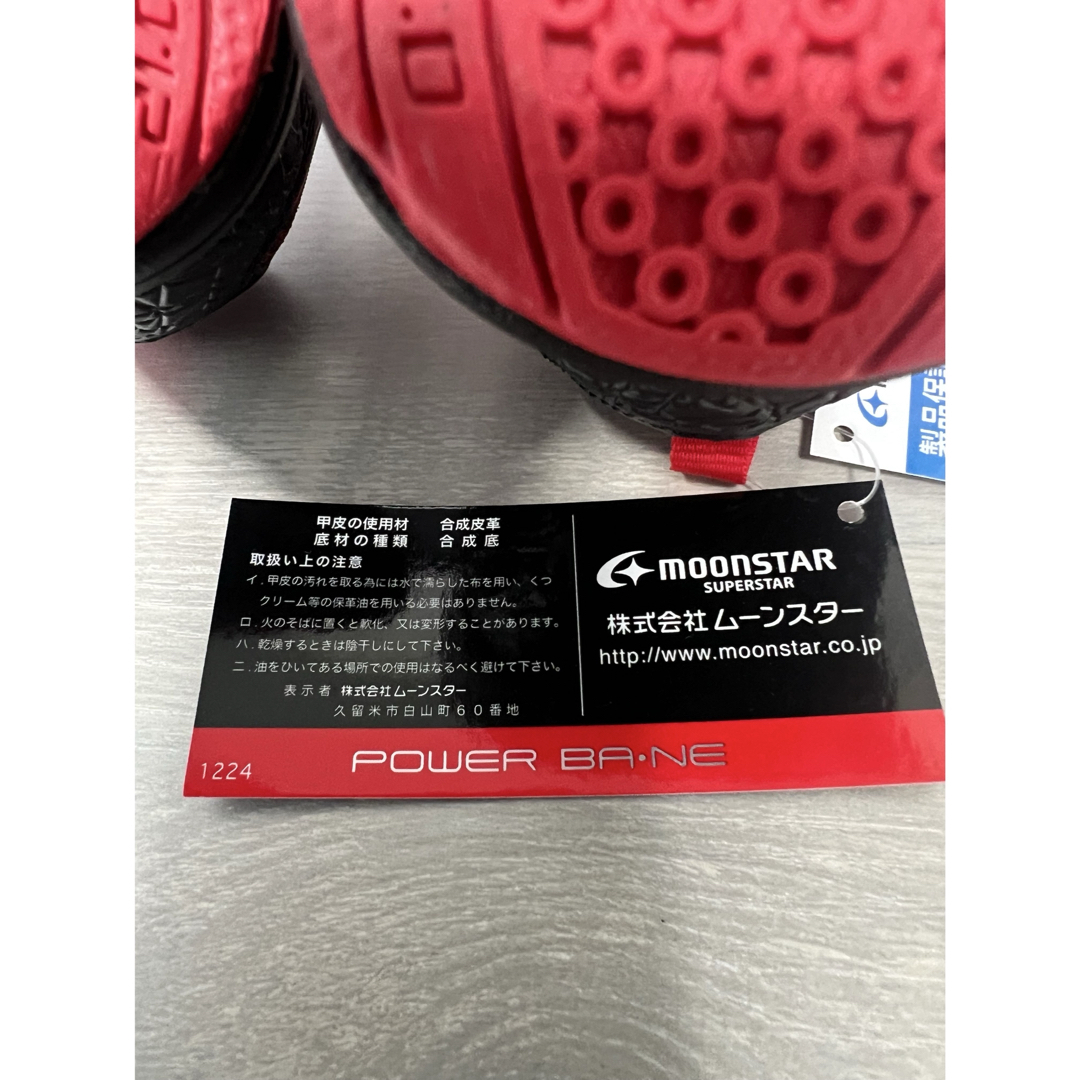 .0
製品保証
甲皮の使用材 合成皮革
底材の種類 合成底
取扱い上の注意
イ.甲皮の汚れを取る為には水で濡らした布を用い、くつ
クリーム等の保革油を用いる必要はありません。
ロ.火のそばに置くと軟化、又は変形することがあります。
ハ.乾燥するときは陰干しにして下さい。
ニ.油をひいてある場所での使用はなるべく避けて下さい。
表示者 株式会社ムーンスター
久留米市白山町60番地
MOONSTAR
SUPERSTAR
株式会社ムーンスター
http://www.moonstar.co.jp
1224
POWER BA·NE